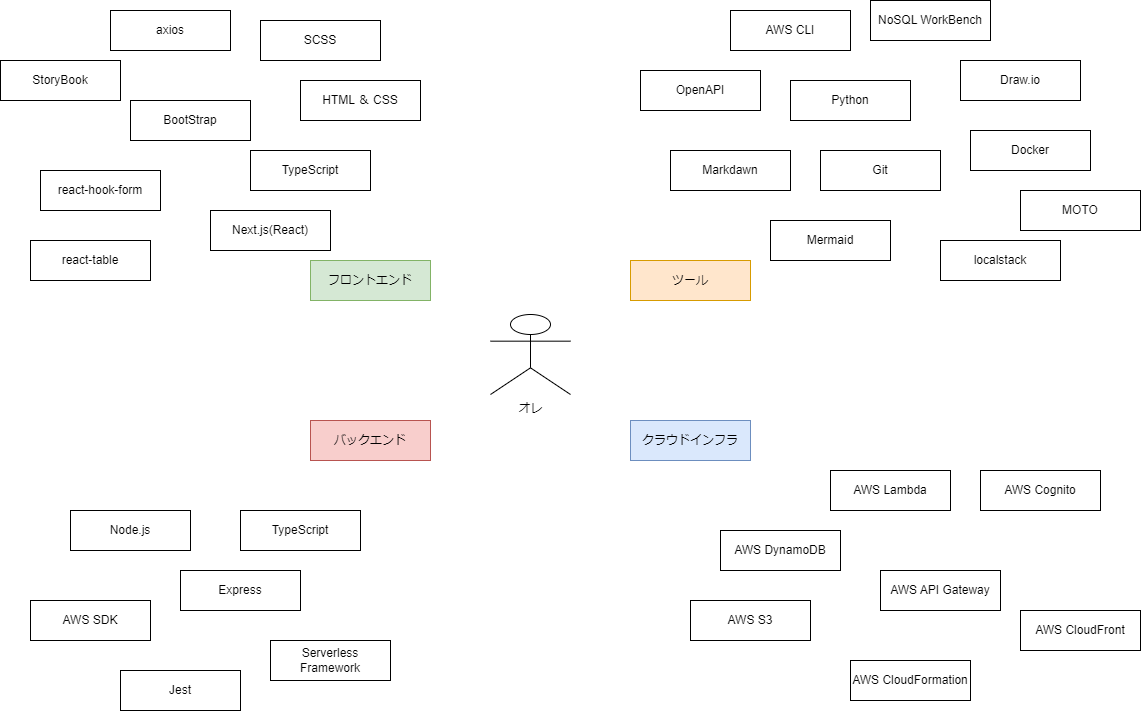 axios
SCSS
StoryBook
HTML & CSS
BootStrap
TypeScript
react-hook-form
Next.js(React)
react-table
フロントエンド
AWS CLI
NoSQL WorkBench
OpenAPI
Python
Draw.io
Docker
Markdawn
Git
MOTO
Mermaid
localstack
ツール
オレ
バックエンド
Node.js
TypeScript
Express
AWS SDK
Serverless
Framework
Jest
クラウドインフラ
AWS Lambda
AWS Cognito
AWS DynamoDB
AWS API Gateway
AWS S3
AWS CloudFront
AWS CloudFormation